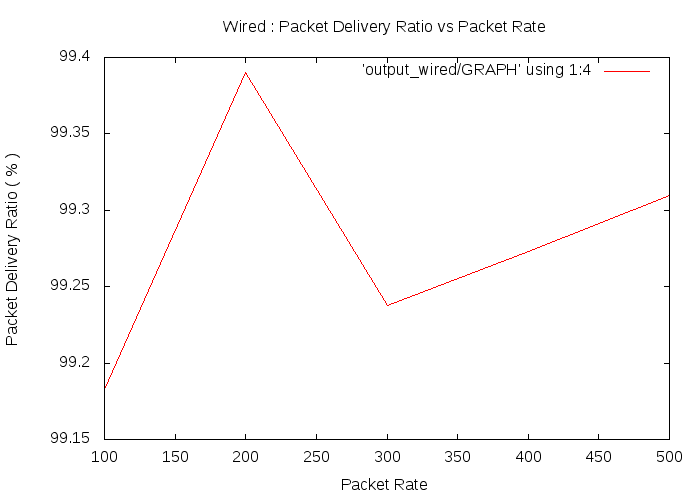 Wired : Packet Delivery Ratio vs Packet Rate
'output_wired/GRAPH' using 1:4
Packet Delivery Ratio ( % )
99.4
99.35
99.3
99.25
99.2
99.15
100 150 200 250 300 350 400 450 500
Packet Rate